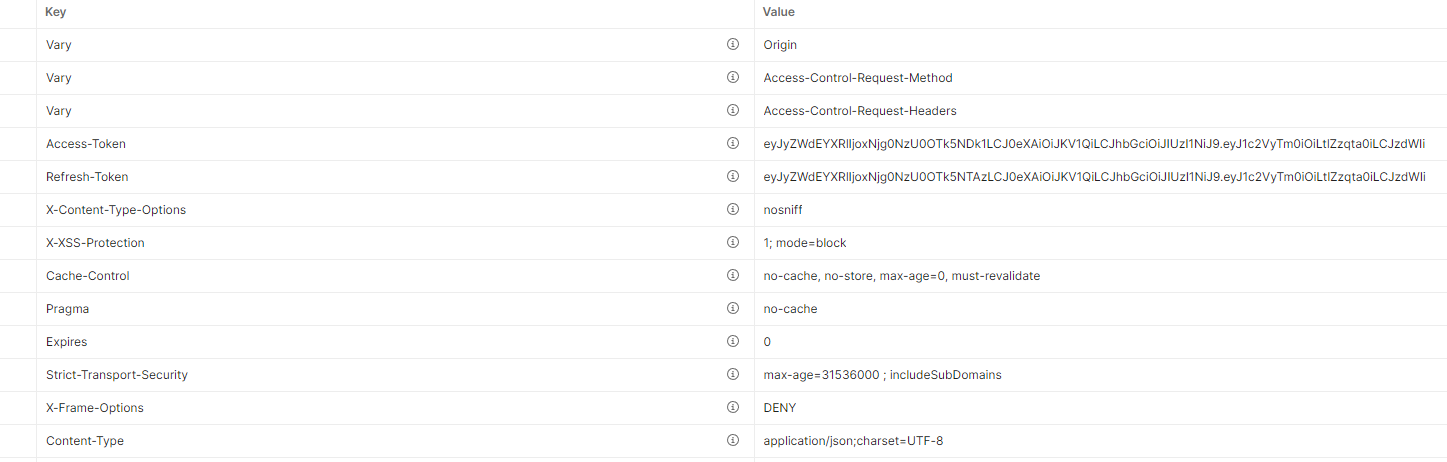 Key Value
Vary Origin
Vary Access-Control-Request-Method
Vary Access-Control-Request-Headers
Access-Token eyJyZWdEYXRlIjoxNjg0NzU0OTk5NDk1LCJ0eXAiOiJKV1QiLCJhbGciOiJIUzI1NiJ9.eyJ1c2VyTm0iOiLtlZzqta0iLCJzdWIi
Refresh-Token eyJyZWdEYXRlIjoxNjg0NzU0OTk5NTAzLCJ0eXAiOiJKV1QiLCJhbGciOiJIUzI1NiJ9.eyJ1c2VyTm0iOiLtlZzqta0iLCJzdWIi
X-Content-Type-Options nosniff
X-XSS-Protection 1; mode=block
Cache-Control no-cache, no-store, max-age=0, must-revalidate
Pragma no-cache
Expires 0
Strict-Transport-Security max-age=31536000 ; includeSubDomains
X-Frame-Options DENY
Content-Type application/json;charset=UTF-8